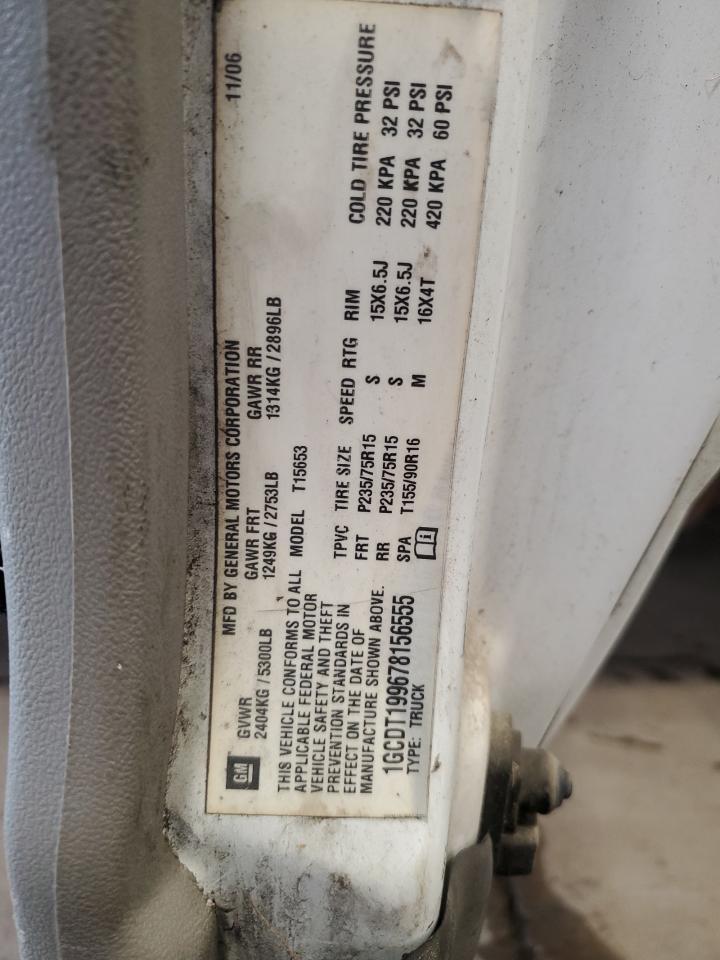 GM
MFD BY GENERAL MOTORS CORPORATION 11/06
GVWR GAWR FRT GAWR RR
2404KG / 5300LB 1249KG / 2753LB 1314KG / 2896LB
THIS VEHICLE CONFORMS TO ALL
APPLICABLE FEDERAL MOTOR
VEHICLE SAFETY AND THEFT
PREVENTION STANDARDS IN
EFFECT ON THE DATE OF
MANUFACTURE SHOWN ABOVE.
1GCDT199678156555
TYPE: TRUCK
MODEL T15653
TPVC TIRE SIZE SPEED RTG RIM COLD TIRE PRESSURE
FRT P235/75R15 S 15X6.5J 220 KPA 32 PSI
RR P235/75R15 S 15X6.5J 220 KPA 32 PSI
SPA T155/90R16 M 16X4T 420 KPA 60 PSI